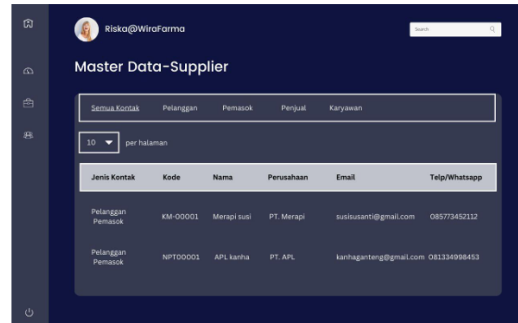 Riska@WiraFarma
Search
Master Data-Supplier
Semua Kontak Pelanggan Pemasok Penjual Karyawan
10 per halaman
Jenis Kontak Kode Nama Perusahaan Email Telp/Whatsapp
Pelanggan
Pemasok KM-00001 Merapi susi PT. Merapi susisusanti@gmail.com 085773452112
Pelanggan
Pemasok NPT00001 APL kanha PT. APL kanhaganteng@gmail.com 081334998453